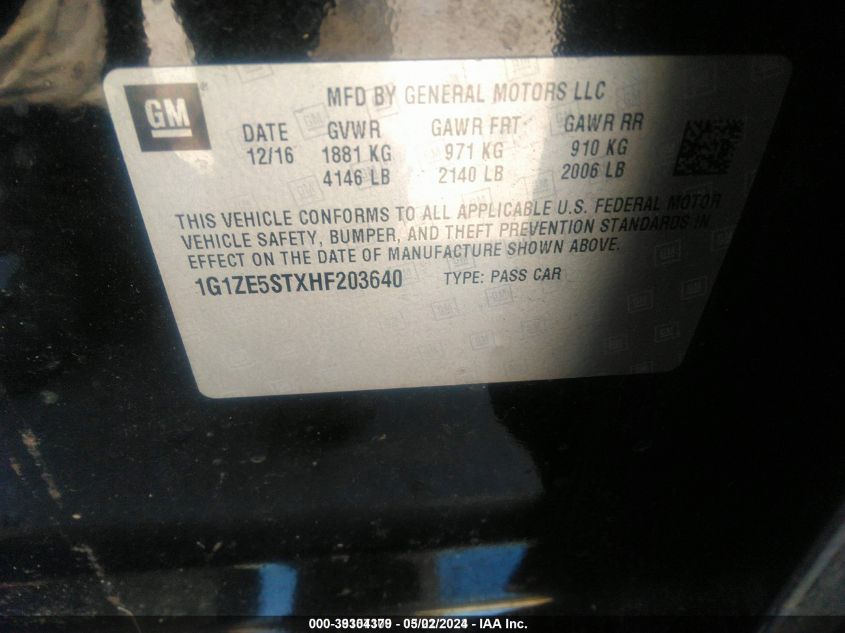 GM
MFD BY GENERAL MOTORS LLC
DATE GVWR GAWR FRT GAWR RR
12/16 1881 KG 971 KG 910 KG
4146 LB 2140 LB 2006 LB
THIS VEHICLE CONFORMS TO ALL APPLICABLE U.S. FEDERAL MOTOR
VEHICLE SAFETY, BUMPER, AND THEFT PREVENTION STANDARDS IN
EFFECT ON THE DATE OF MANUFACTURE SHOWN ABOVE.
1G1ZE5STXHF203640 TYPE: PASS CAR
- IAA Inc.